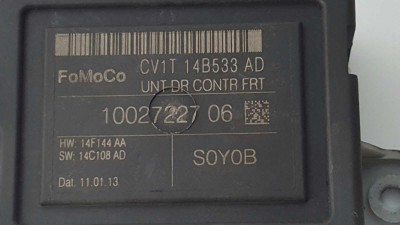 FoMoCo CV1T 14B533 AD
UNT DR CONTR FRT
10027227 06
HW: 14F144 AA
SW: 14C108 AD
S0Y0B
Dat. 11.01.13